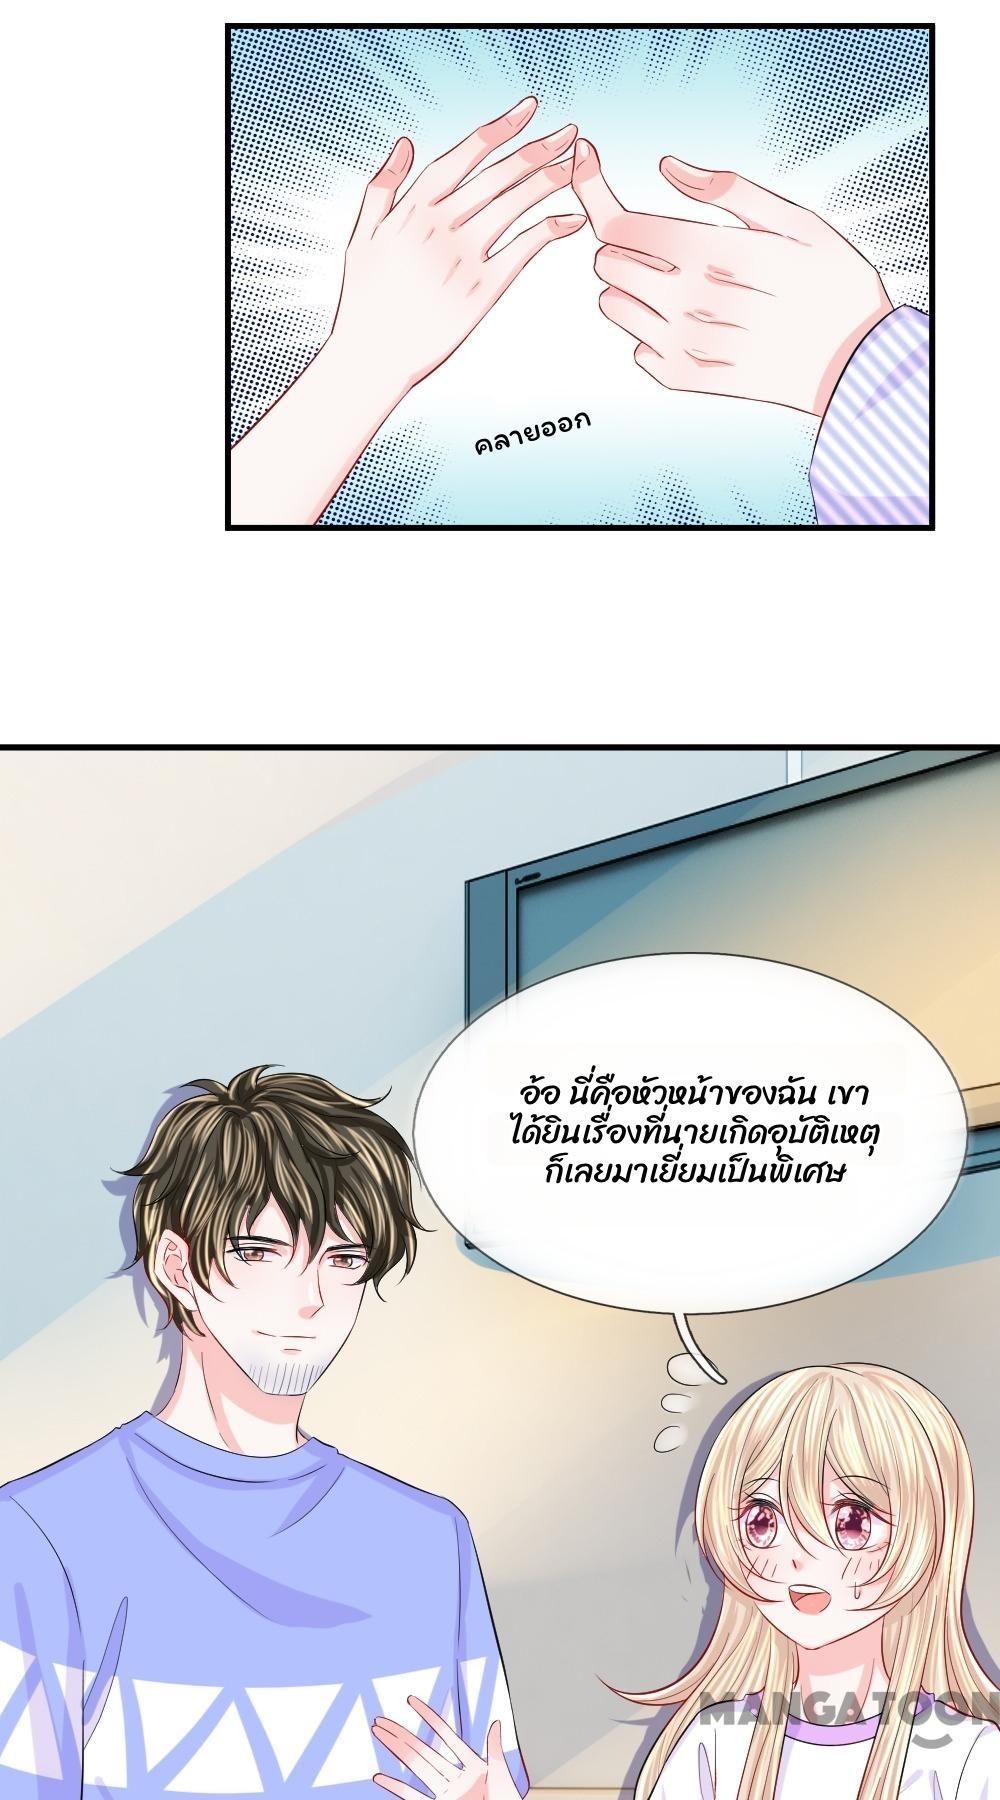 คลายออก
อ้อ นี่คือหัวหน้าของฉัน เขา
ได้ยินเรื่องที่นายเกิดอุบัติเหตุ
ก็เลยมาเยี่ยมเป็นพิเศษ
MANGATOON